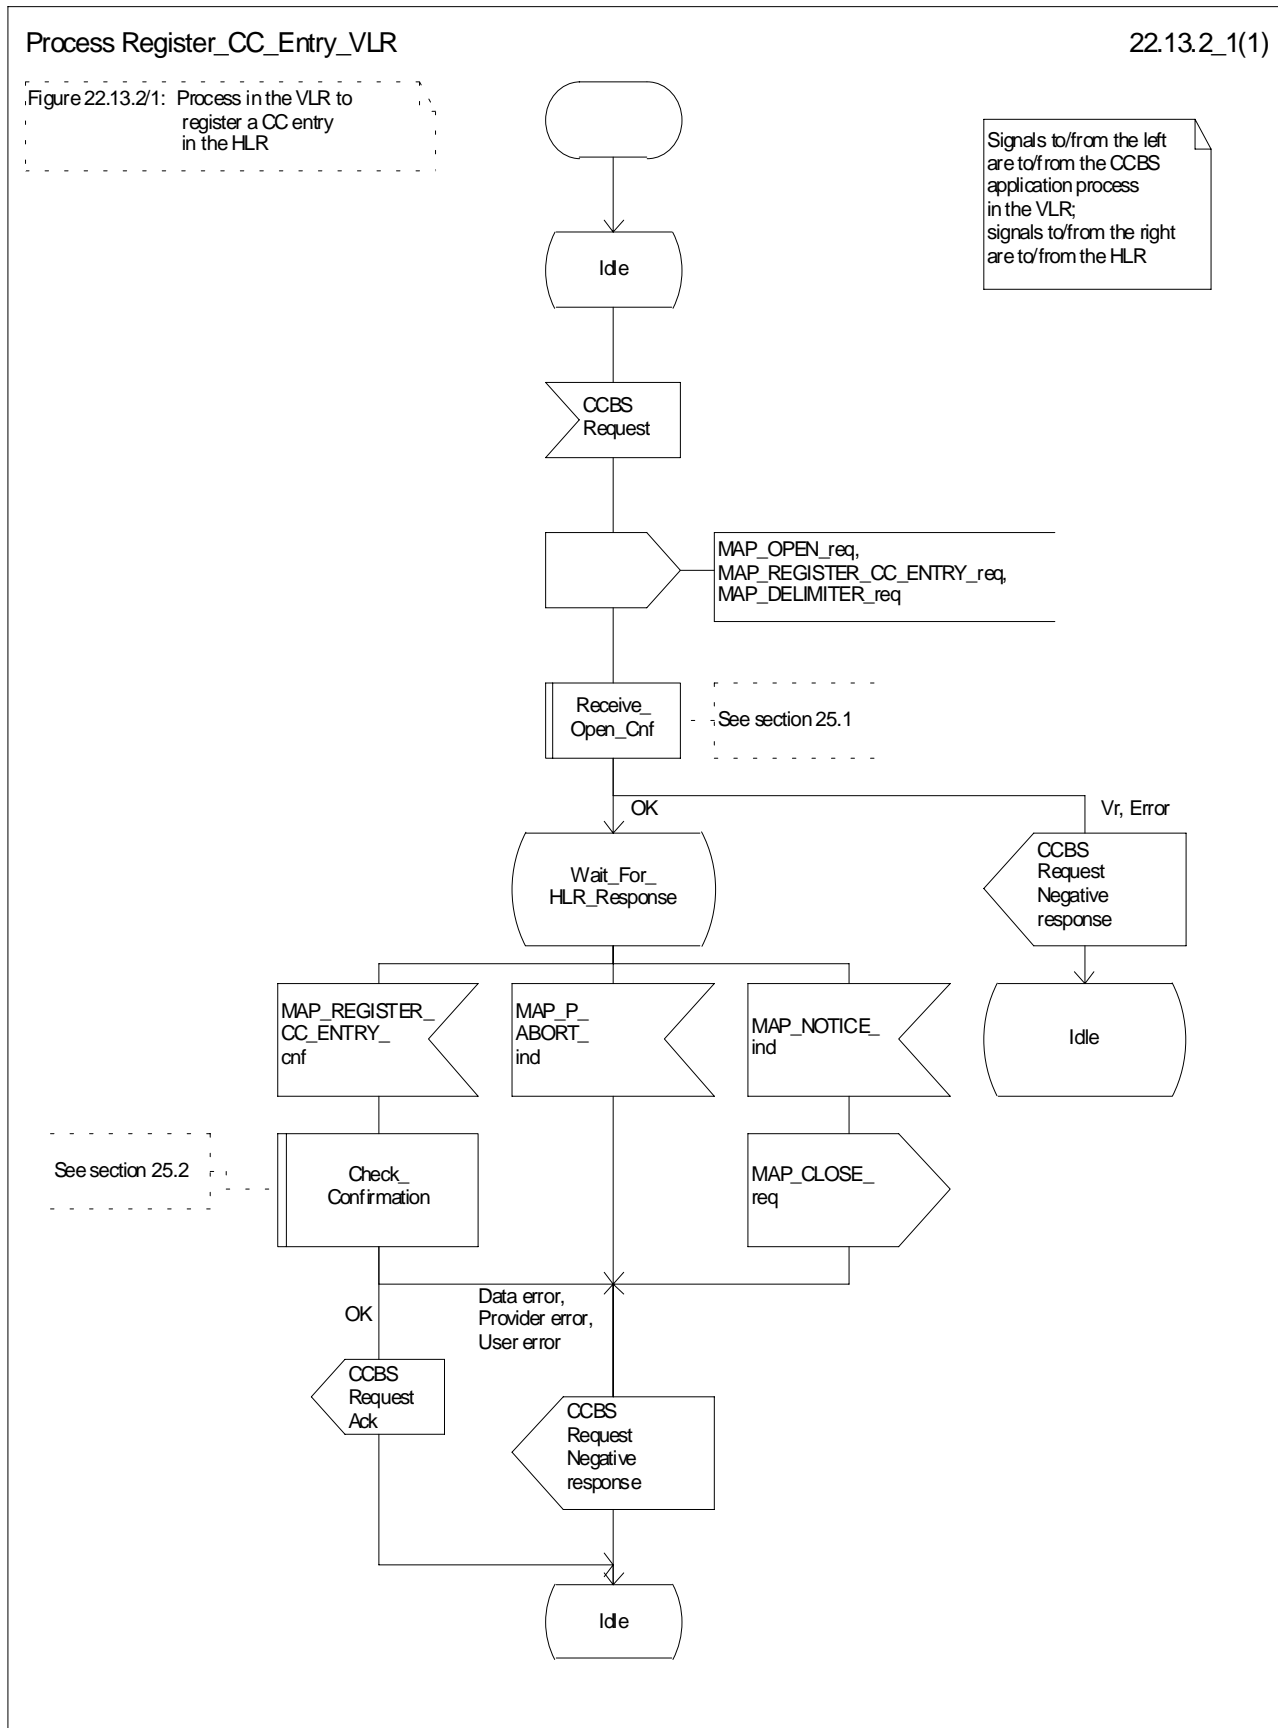 Process Register_CC_Entry_VLR
22.13.2_1(1)
Figure 22.13.2/1: Process in the VLR to
register a CC entry
in the HLR
Signals to/from the left
are to/from the CCBS
application process
in the VLR;
signals to/from the right
are to/from the HLR
Idle
CCBS
Request
MAP_OPEN_req,
MAP_REGISTER_CC_ENTRY_req,
MAP_DELIMITER_req
Receive_
Open_Cnf
See section 25.1
OK
Vr, Error
Wait_For_
HLR_Response
CCBS
Request
Negative
response
MAP_REGISTER_
CC_ENTRY_
cnf
MAP_P_
ABORT_
ind
MAP_NOTICE_
ind
Idle
See section 25.2
Check_
Confirmation
MAP_CLOSE_
req
OK
Data error,
Provider error,
User error
CCBS
Request
Ack
CCBS
Request
Negative
response
Idle